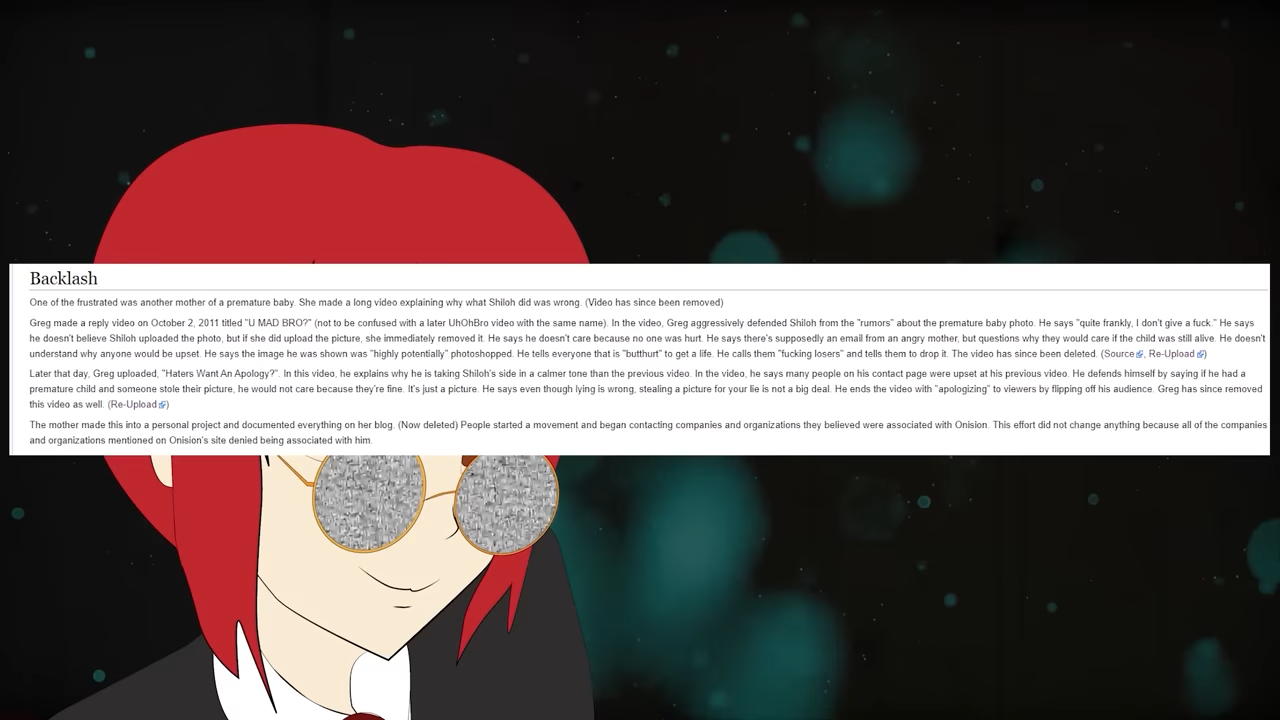 Backlash
One of the frustrated was another mother of a premature baby. She made a long video explaining why what Shiloh did was wrong. (Video has since been removed)
Greg made a reply video on October 2, 2011 titled "U MAD BRO?" (not to be confused with a later UhOhBro video with the same name). In the video, Greg aggressively defended Shiloh from the "rumors" about the premature baby photo. He says "quite frankly, I don't give a fuck." He says
he doesn't believe Shiloh uploaded the photo, but if she did upload the picture, she immediately removed it. He says he doesn't care because no one was hurt. He says there's supposedly an email from an angry mother, but questions why they would care if the child was still alive. He doesn't
understand why anyone would be upset. He says the image he was shown was "highly potentially" photoshopped. He tells everyone that is "butthurt" to get a life. He calls them "fucking losers" and tells them to drop it. The video has since been deleted. (Source, Re-Upload)
Later that day, Greg uploaded, "Haters Want An Apology?". In this video, he explains why he is taking Shiloh's side in a calmer tone than the previous video. In the video, he says many people on his contact page were upset at his previous video. He defends himself by saying if he had a
premature child and someone stole their picture, he would not care because they're fine. It's just a picture. He says even though lying is wrong, stealing a picture for your lie is not a big deal. He ends the video with "apologizing" to viewers by flipping off his audience. Greg has since removed
this video as well. (Re-Upload)
The mother made this into a personal project and documented everything on her blog. (Now deleted) People started a movement and began contacting companies and organizations they believed were associated with Onision. This effort did not change anything because all of the companies
and organizations mentioned on Onision's site denied being associated with him.